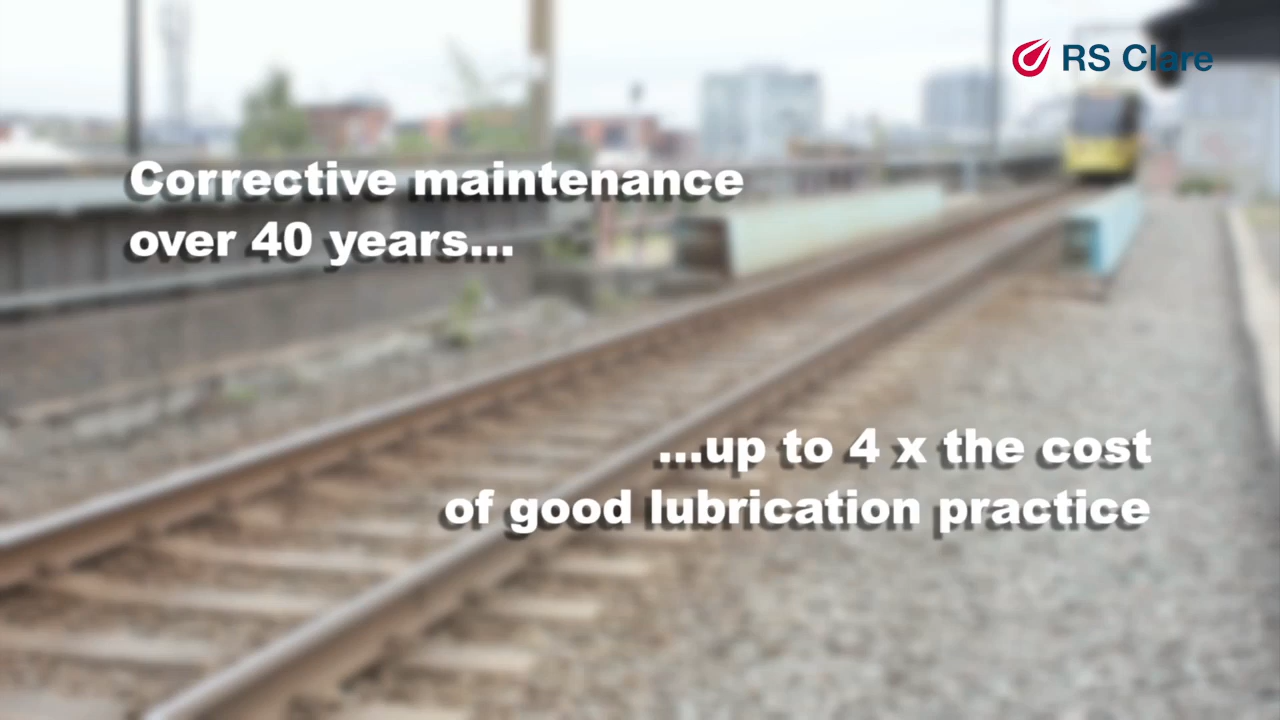 RS Clare
Corrective maintenance
over 40 years...
...up to 4 x the cost
of good lubrication practice